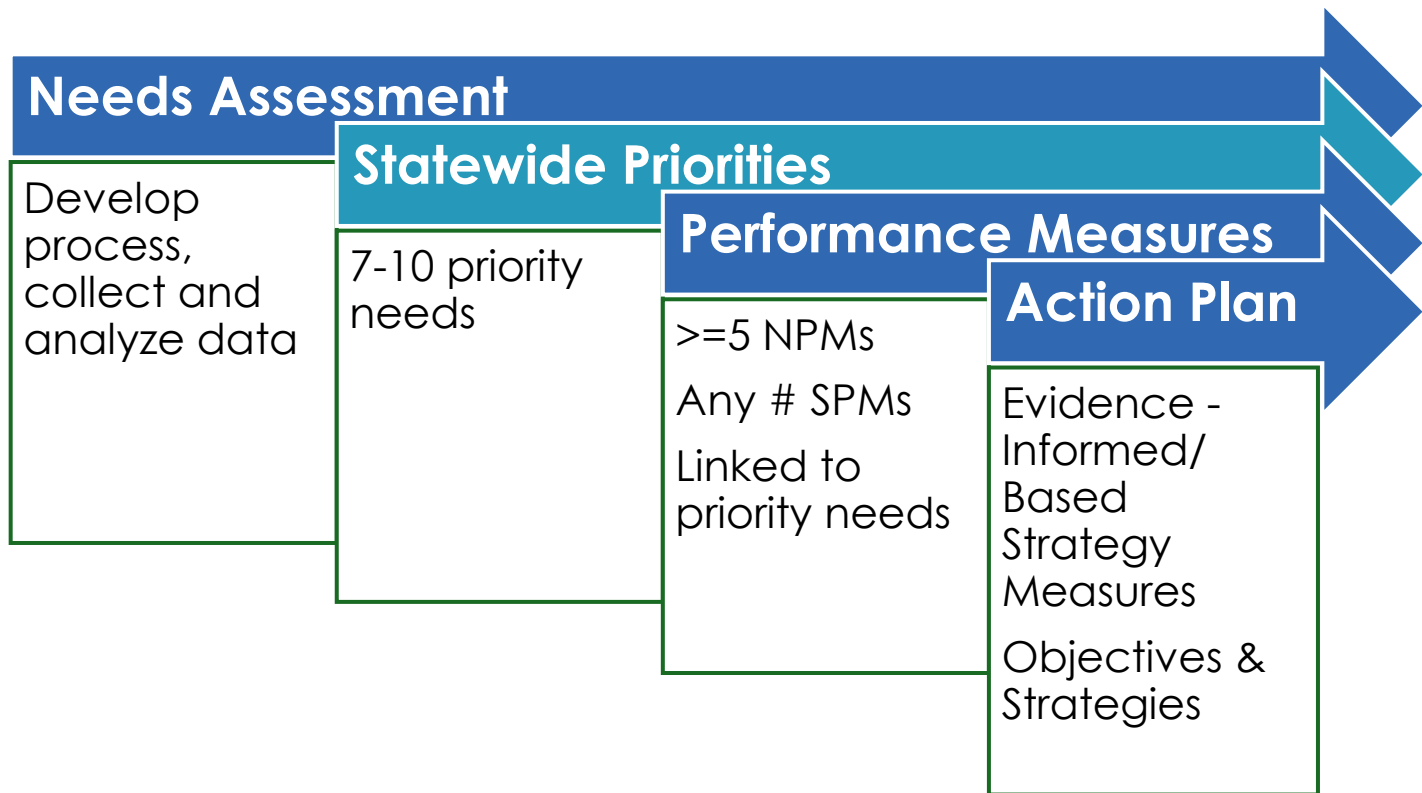 Needs Assessment
Develop
process,
collect and
analyze data
Statewide Priorities
7-10 priority
needs
Performance Measures
>=5 NPMs
Any # SPMs
Linked to
priority needs
Action Plan
Evidence -
Informed/
Based
Strategy
Measures
Objectives &
Strategies